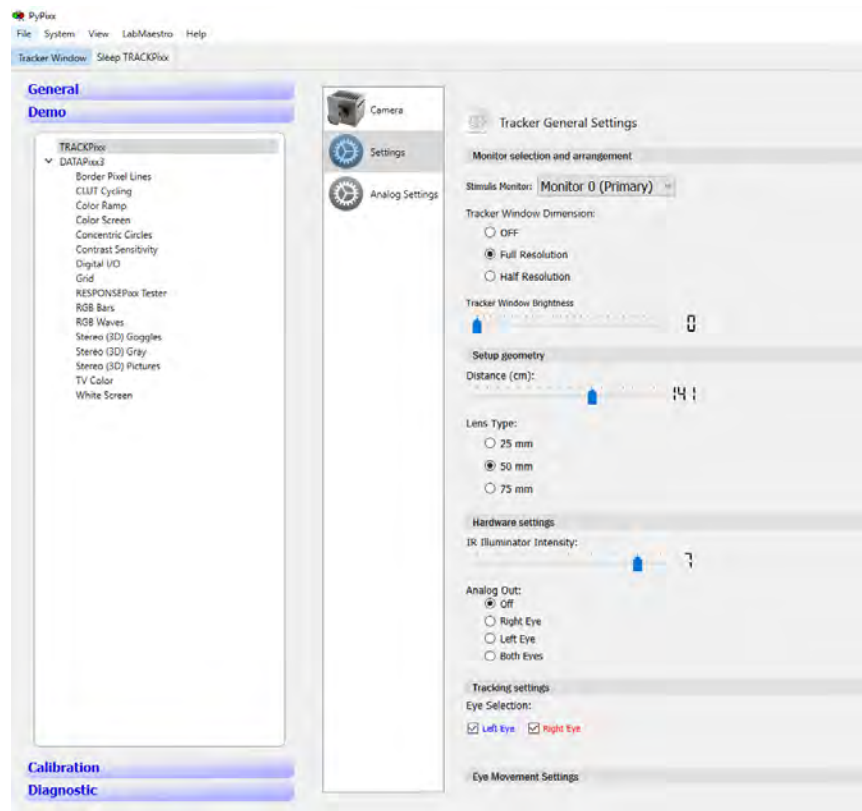 PyPixx
File System View LabMaestro Help
Tracker Window Sleep TRACKPixx
General
Demo
TRACKPixx
DATAPixx3
Border Pixel Lines
CLUT Cycling
Color Ramp
Color Screen
Concentric Circles
Contrast Sensitivity
Digital I/O
Grid
RESPONSEPixx Tester
RGB Bars
RGB Waves
Stereo (3D) Goggles
Stereo (3D) Gray
Stereo (3D) Pictures
TV Color
White Screen
Calibration
Diagnostic
Camera
Settings
Analog Settings
Tracker General Settings
Monitor selection and arrangement
Stimulis Monitor: Monitor 0 (Primary)
Tracker Window Dimension:
OFF
Full Resolution
Half Resolution
Tracker Window Brightness
0
Setup geometry
Distance (cm):
141
Lens Type:
25 mm
50 mm
75 mm
Hardware settings
IR Illuminator Intensity:
7
Analog Out:
Off
Right Eye
Left Eye
Both Eyes
Tracking settings
Eye Selection:
Left Eye Right Eye
Eye Movement Settings